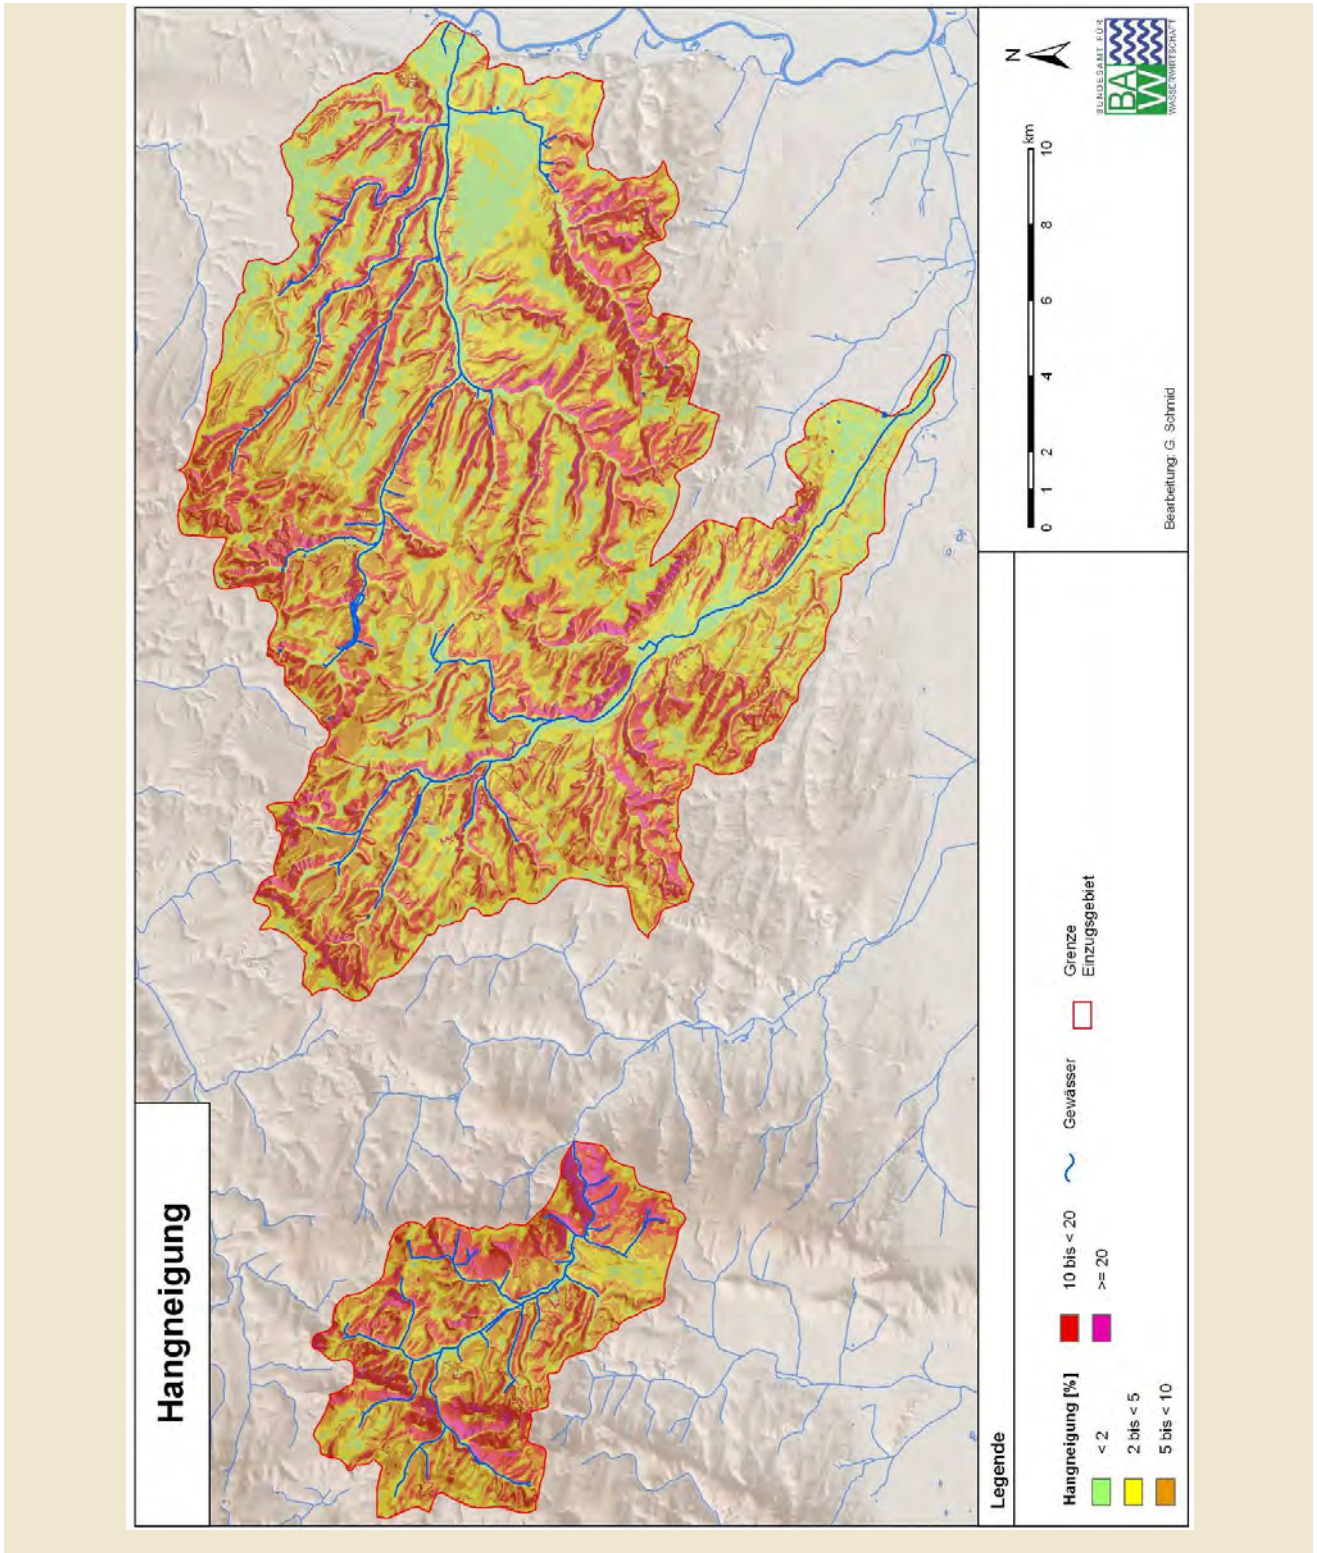 Hangneigung
Legende
Hangneigung [%]
< 2
2 bis < 5
5 bis < 10
10 bis < 20
>= 20
Gewässer
Grenze
Einzugsgebiet
N
km
0 1 2 4 6 8 10
Bearbeitung: G. Schmid
BUNDESAMT FÜR
BA
W
WASSERWIRTSCHAFT